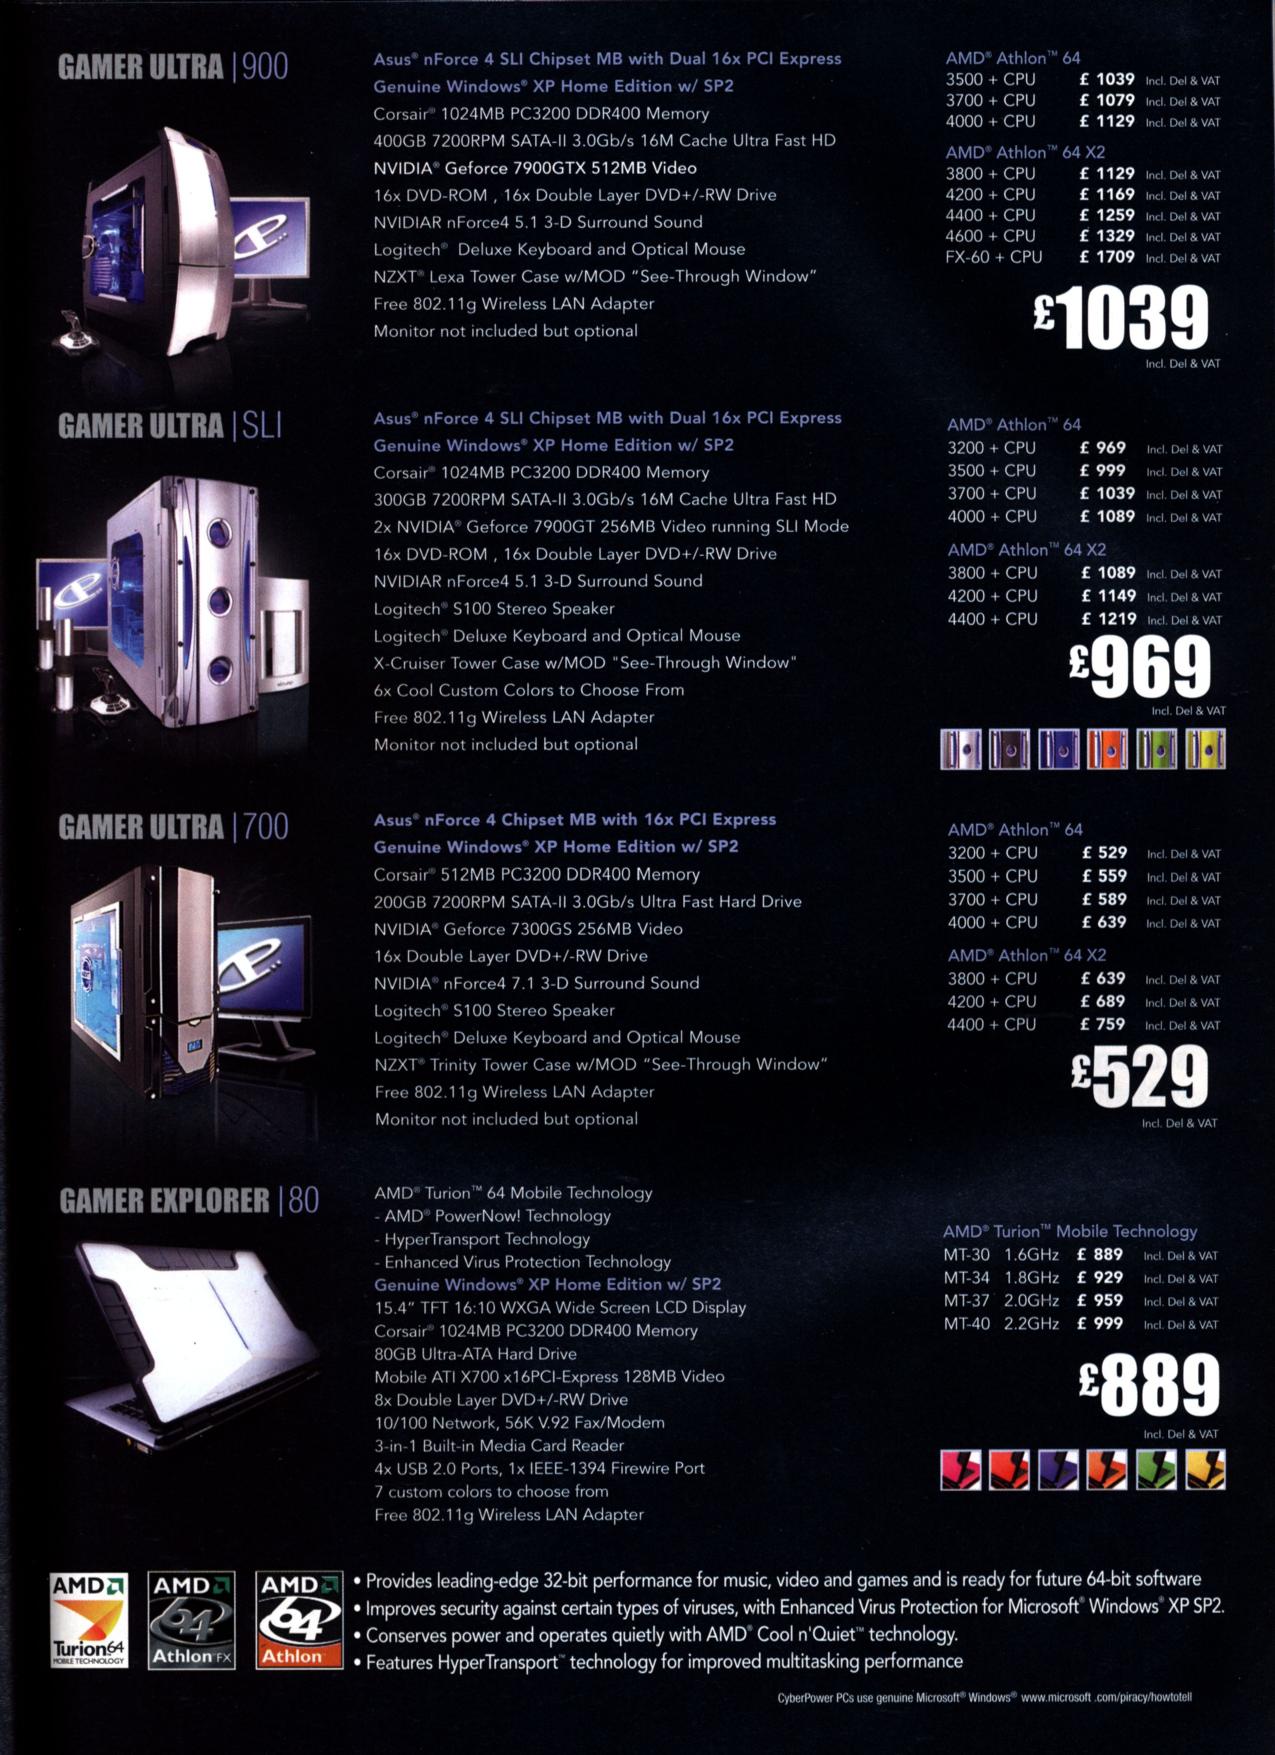 GAMER ULTRA | 900
Asus® nForce 4 SLI Chipset MB with Dual 16x PCI Express
Genuine Windows® XP Home Edition w/ SP2
Corsair® 1024MB PC3200 DDR400 Memory
400GB 7200RPM SATA-II 3.0Gb/s 16M Cache Ultra Fast HD
NVIDIA® Geforce 7900GTX 512MB Video
16x DVD-ROM , 16x Double Layer DVD+/-RW Drive
NVIDIAR nForce4 5.1 3-D Surround Sound
Logitech® Deluxe Keyboard and Optical Mouse
NZXT® Lexa Tower Case w/MOD “See-Through Window”
Free 802.11g Wireless LAN Adapter
Monitor not included but optional
AMD® Athlon™ 64
3500 + CPU £ 1039 Incl. Del & VAT
3700 + CPU £ 1079 Incl. Del & VAT
4000 + CPU £ 1129 Incl. Del & VAT
AMD® Athlon™ 64 X2
3800 + CPU £ 1129 Incl. Del & VAT
4200 + CPU £ 1169 Incl. Del & VAT
4400 + CPU £ 1259 Incl. Del & VAT
4600 + CPU £ 1329 Incl. Del & VAT
FX-60 + CPU £ 1709 Incl. Del & VAT
£1039
Incl. Del & VAT
GAMER ULTRA | SLI
Asus® nForce 4 SLI Chipset MB with Dual 16x PCI Express
Genuine Windows® XP Home Edition w/ SP2
Corsair® 1024MB PC3200 DDR400 Memory
300GB 7200RPM SATA-II 3.0Gb/s 16M Cache Ultra Fast HD
2x NVIDIA® Geforce 7900GT 256MB Video running SLI Mode
16x DVD-ROM , 16x Double Layer DVD+/-RW Drive
NVIDIAR nForce4 5.1 3-D Surround Sound
Logitech® S100 Stereo Speaker
Logitech® Deluxe Keyboard and Optical Mouse
X-Cruiser Tower Case w/MOD "See-Through Window"
6x Cool Custom Colors to Choose From
Free 802.11g Wireless LAN Adapter
Monitor not included but optional
AMD® Athlon™ 64
3200 + CPU £ 969 Incl. Del & VAT
3500 + CPU £ 999 Incl. Del & VAT
3700 + CPU £ 1039 Incl. Del & VAT
4000 + CPU £ 1089 Incl. Del & VAT
AMD® Athlon™ 64 X2
3800 + CPU £ 1089 Incl. Del & VAT
4200 + CPU £ 1149 Incl. Del & VAT
4400 + CPU £ 1219 Incl. Del & VAT
£969
Incl. Del & VAT
GAMER ULTRA | 700
Asus® nForce 4 Chipset MB with 16x PCI Express
Genuine Windows® XP Home Edition w/ SP2
Corsair® 512MB PC3200 DDR400 Memory
200GB 7200RPM SATA-II 3.0Gb/s Ultra Fast Hard Drive
NVIDIA® Geforce 7300GS 256MB Video
16x Double Layer DVD+/-RW Drive
NVIDIA® nForce4 7.1 3-D Surround Sound
Logitech® S100 Stereo Speaker
Logitech® Deluxe Keyboard and Optical Mouse
NZXT® Trinity Tower Case w/MOD “See-Through Window”
Free 802.11g Wireless LAN Adapter
Monitor not included but optional
AMD® Athlon™ 64
3200 + CPU £ 529 Incl. Del & VAT
3500 + CPU £ 559 Incl. Del & VAT
3700 + CPU £ 589 Incl. Del & VAT
4000 + CPU £ 639 Incl. Del & VAT
AMD® Athlon™ 64 X2
3800 + CPU £ 639 Incl. Del & VAT
4200 + CPU £ 689 Incl. Del & VAT
4400 + CPU £ 759 Incl. Del & VAT
£529
Incl. Del & VAT
GAMER EXPLORER | 80
AMD® Turion™ 64 Mobile Technology
- AMD® PowerNow! Technology
- HyperTransport Technology
- Enhanced Virus Protection Technology
Genuine Windows® XP Home Edition w/ SP2
15.4” TFT 16:10 WXGA Wide Screen LCD Display
Corsair® 1024MB PC3200 DDR400 Memory
80GB Ultra-ATA Hard Drive
Mobile ATI X700 x16PCI-Express 128MB Video
8x Double Layer DVD+/-RW Drive
10/100 Network, 56K V.92 Fax/Modem
3-in-1 Built-in Media Card Reader
4x USB 2.0 Ports, 1x IEEE-1394 Firewire Port
7 custom colors to choose from
Free 802.11g Wireless LAN Adapter
AMD® Turion™ Mobile Technology
MT-30 1.6GHz £ 889 Incl. Del & VAT
MT-34 1.8GHz £ 929 Incl. Del & VAT
MT-37 2.0GHz £ 959 Incl. Del & VAT
MT-40 2.2GHz £ 999 Incl. Del & VAT
£889
Incl. Del & VAT
AMD Turion64 MOBILE TECHNOLOGY
AMD 64 Athlon FX
AMD 64 Athlon
• Provides leading-edge 32-bit performance for music, video and games and is ready for future 64-bit software
• Improves security against certain types of viruses, with Enhanced Virus Protection for Microsoft® Windows® XP SP2.
• Conserves power and operates quietly with AMD® Cool n'Quiet™ technology.
• Features HyperTransport™ technology for improved multitasking performance
CyberPower PCs use genuine Microsoft® Windows® www.microsoft .com/piracy/howtotell